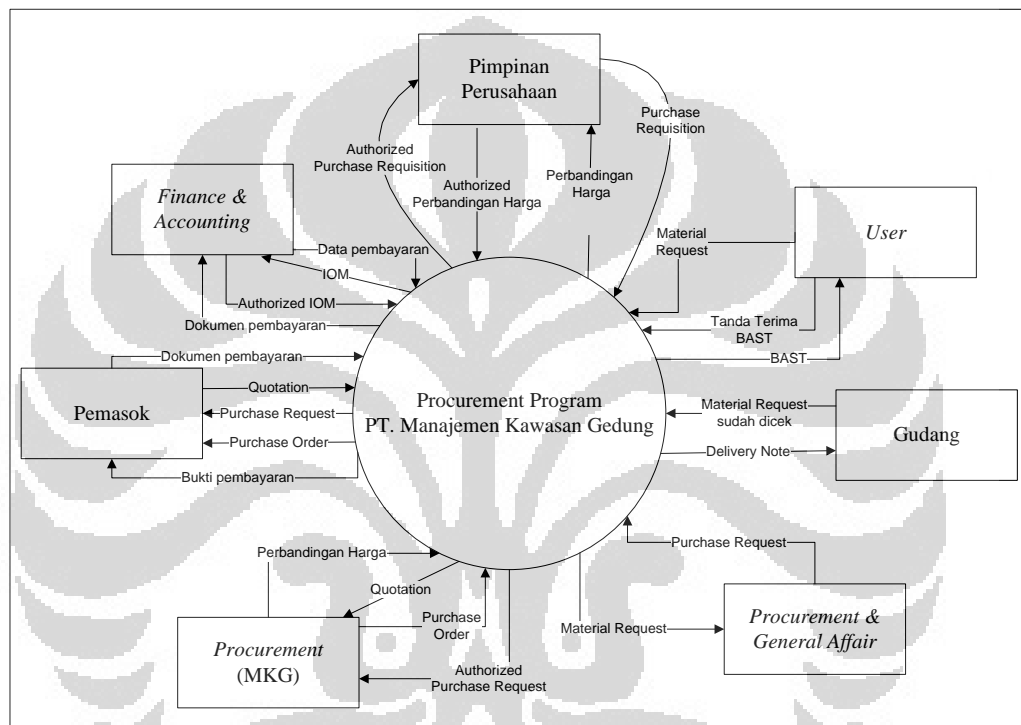 Pimpinan
Perusahaan
Purchase
Requisition
Authorized
Purchase Requisition
Authorized
Perbandingan Harga
Perbandingan
Harga
Finance &
Accounting
Data pembayaran
IOM
Authorized IOM
Dokumen pembayaran
User
Material
Request
Tanda Terima
BAST
BAST
Dokumen pembayaran
Quotation
Pemasok
Purchase Request
Purchase Order
Bukti pembayaran
Procurement Program
PT. Manajemen Kawasan Gedung
Material Request
sudah dicek
Gudang
Delivery Note
Perbandingan Harga
Quotation
Purchase
Order
Procurement
(MKG)
Authorized
Purchase Request
Material Request
Purchase Request
Procurement &
General Affair